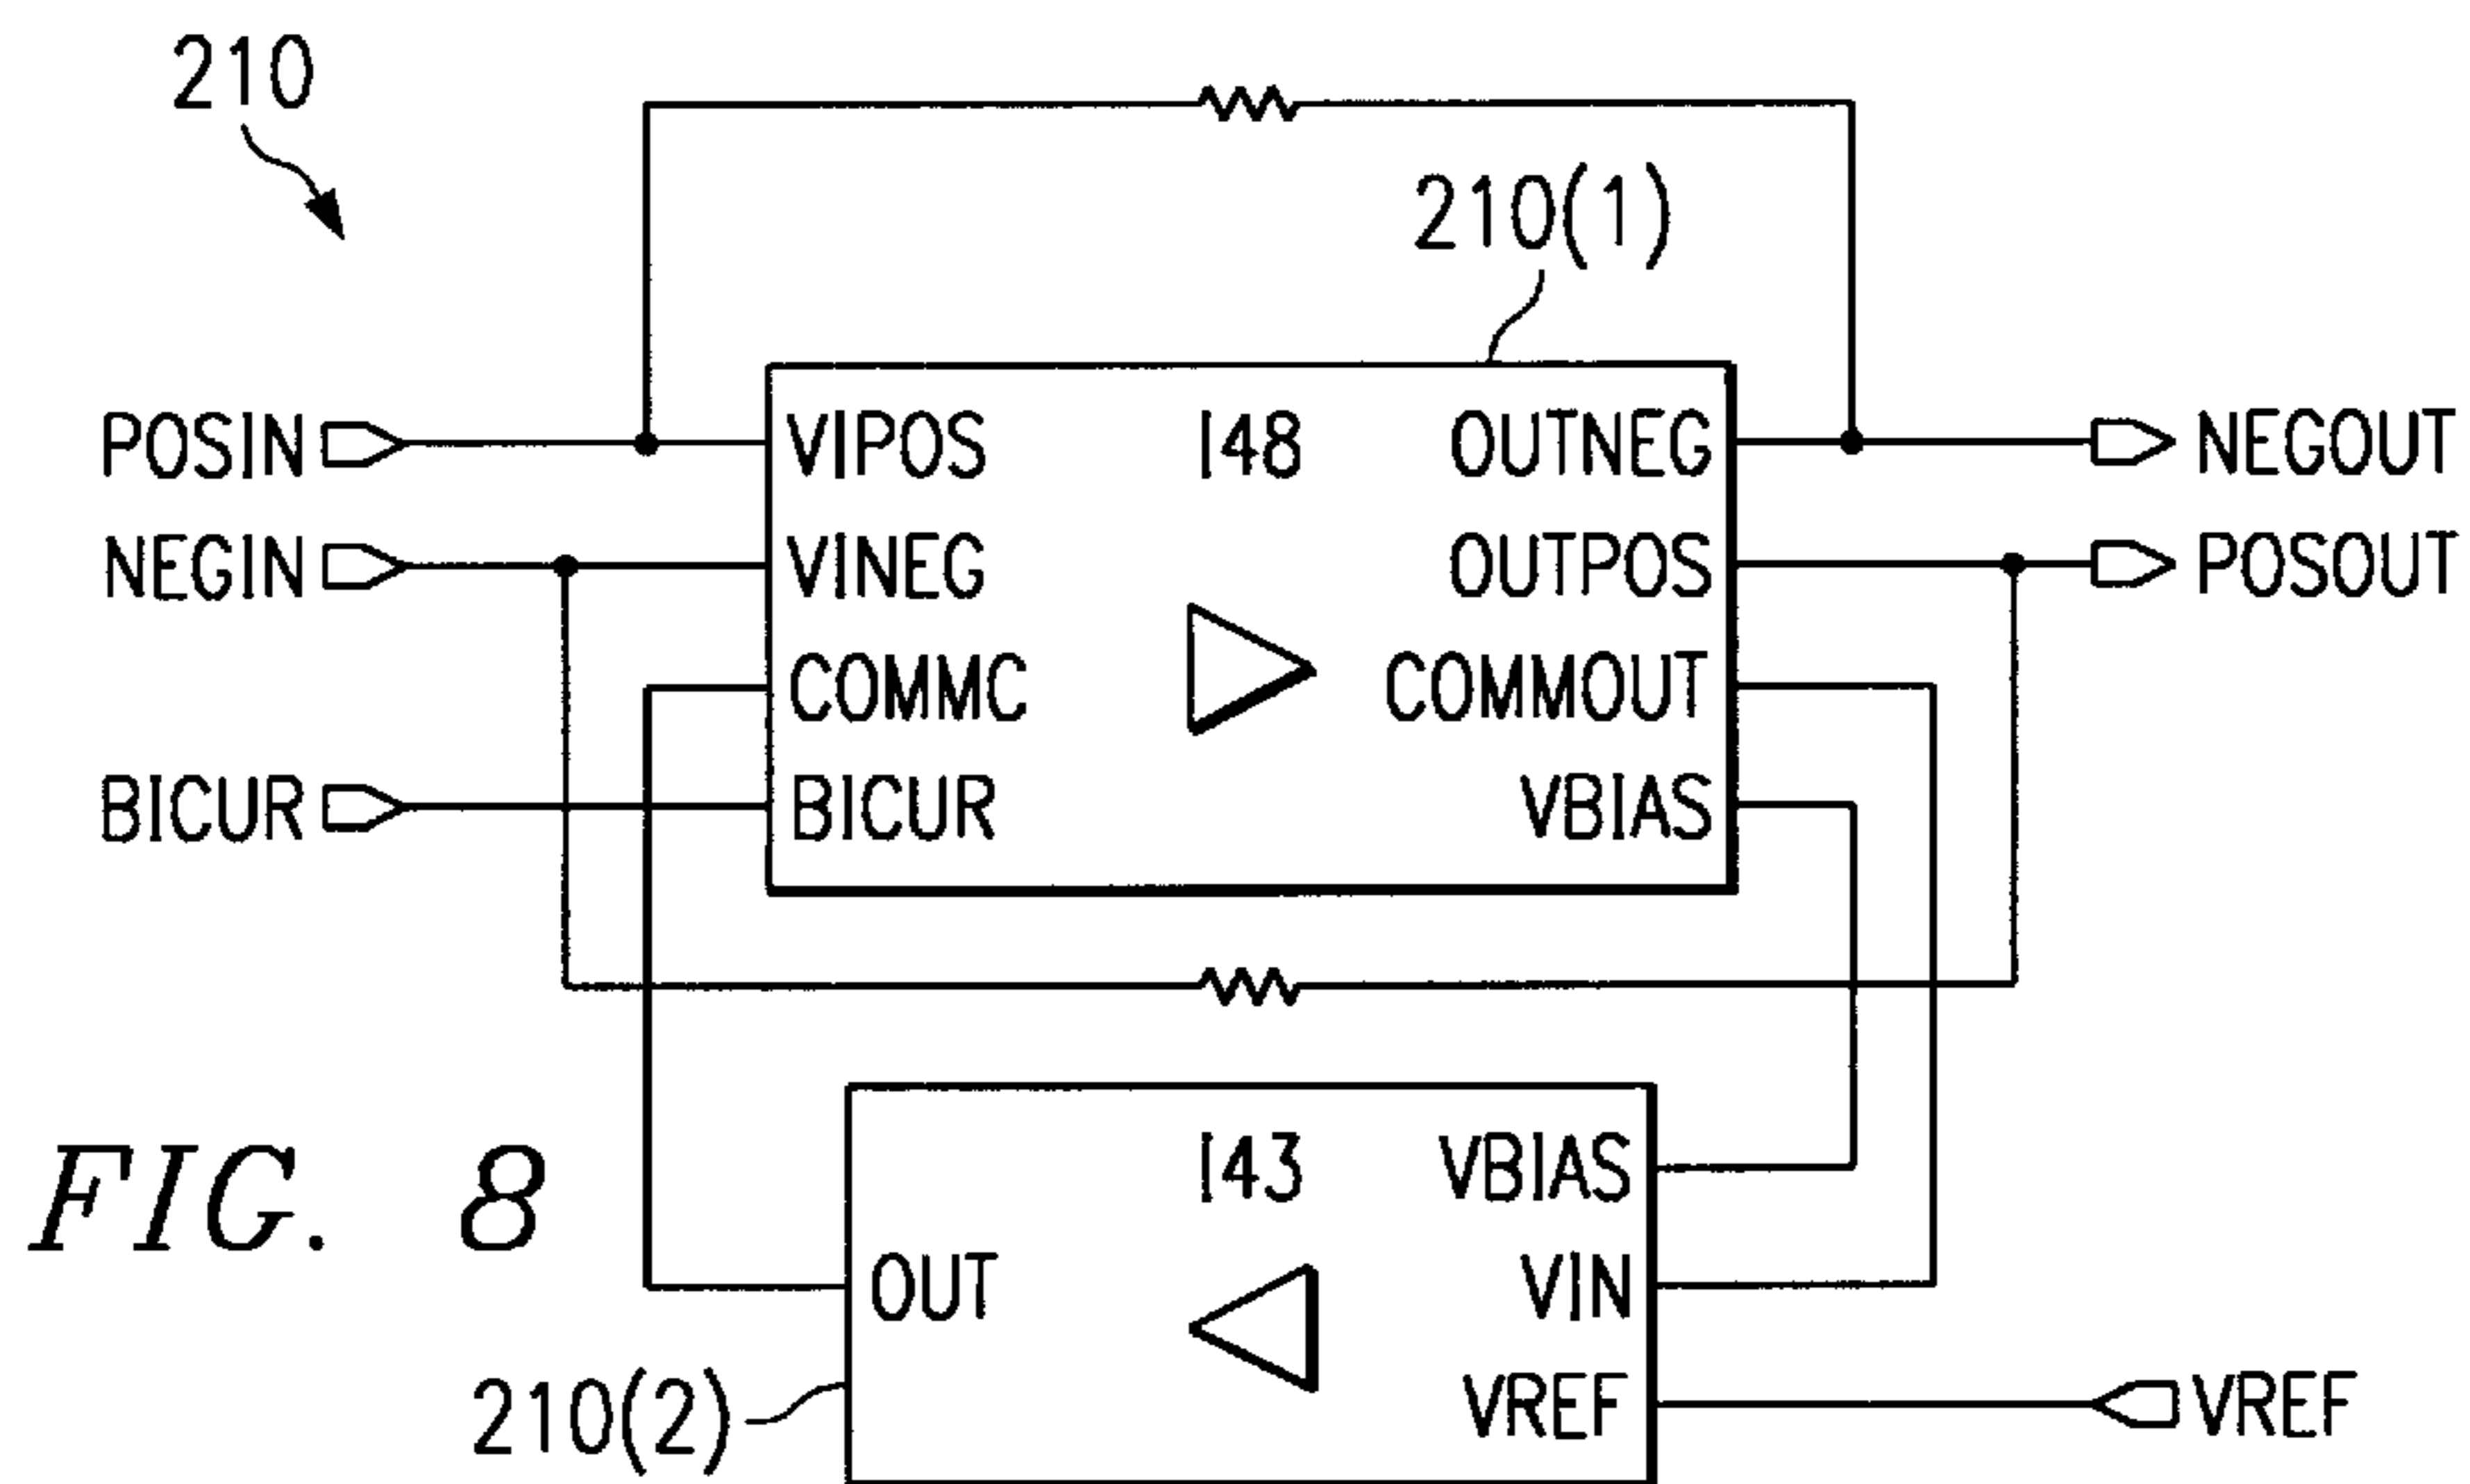 210
210(1)
POSIN VIPOS I48 OUTNEG NEGOUT
NEGIN VINEG OUTPOS POSOUT
COMMC COMMOUT
BICUR BICUR VBIAS
I43 VBIAS
FIG. 8
OUT VIN
210(2) VREF VREF